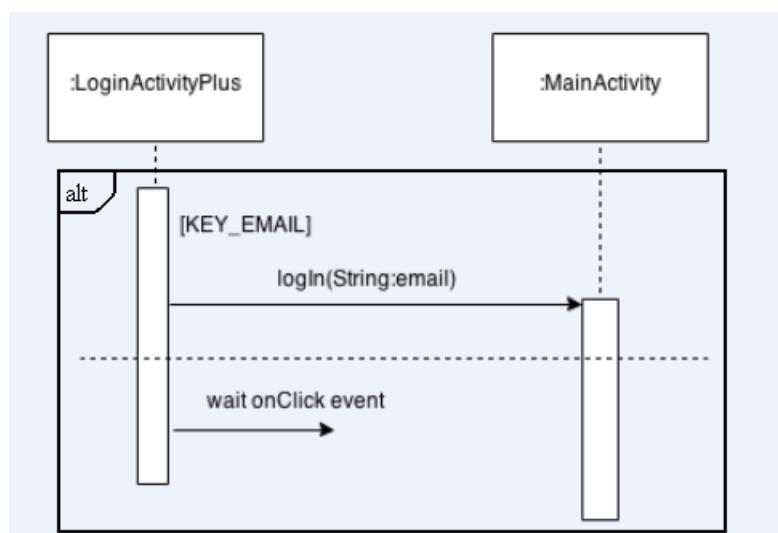 :LoginActivityPlus
:MainActivity
alt
[KEY_EMAIL]
logIn(String:email)
wait onClick event